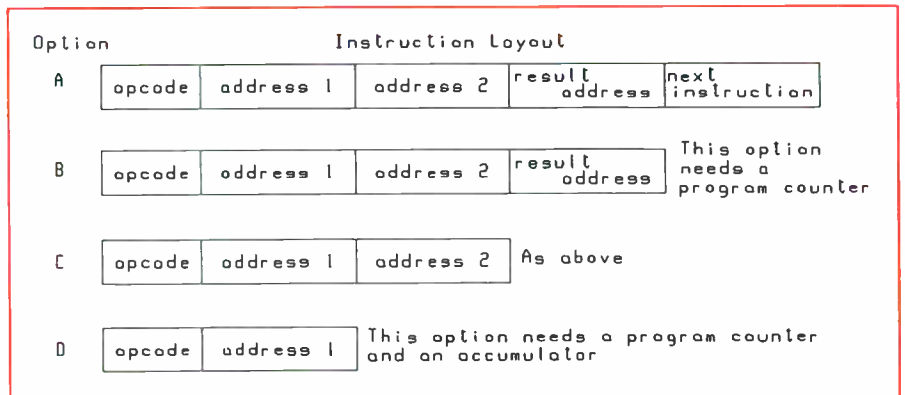 Option Instruction Layout
A opcode address 1 address 2 result address next instruction
B opcode address 1 address 2 result address This option needs a program counter
C opcode address 1 address 2 As above
D opcode address 1 This option needs a program counter and an accumulator